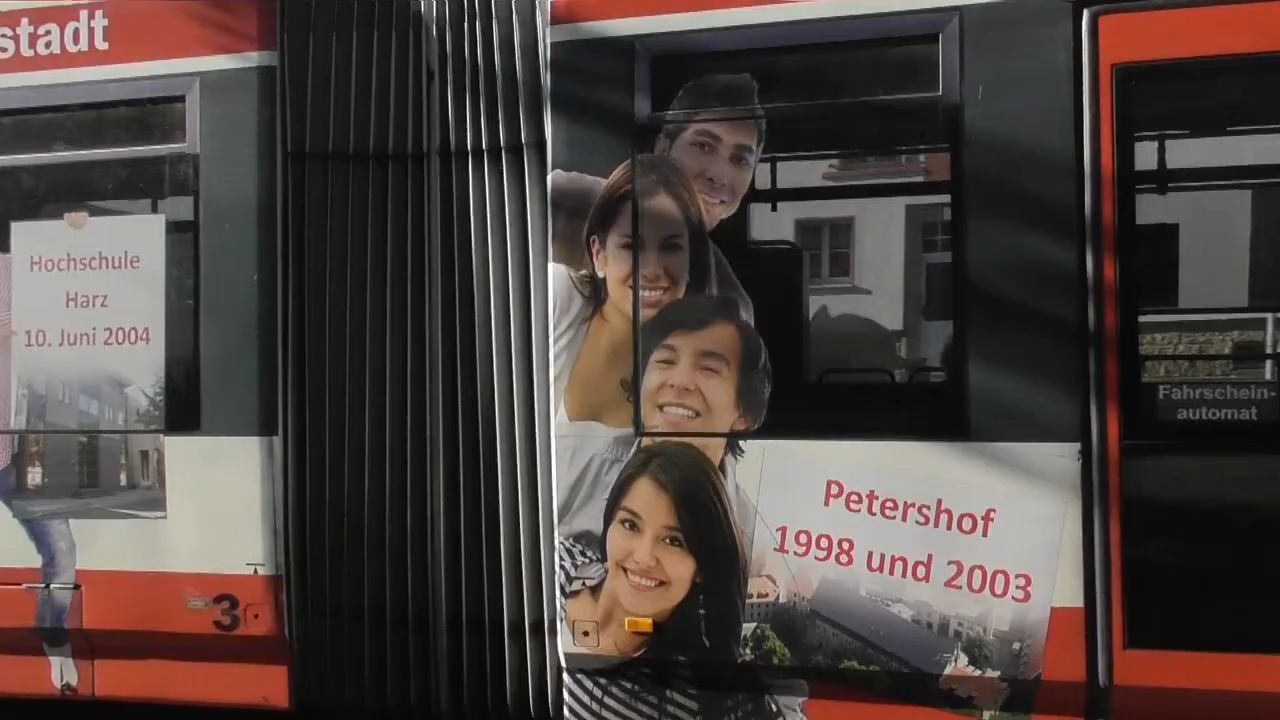 stadt
Hochschule
Harz
10. Juni 2004
3
Petershof
1998 und 2003
Fahrschein-
automat